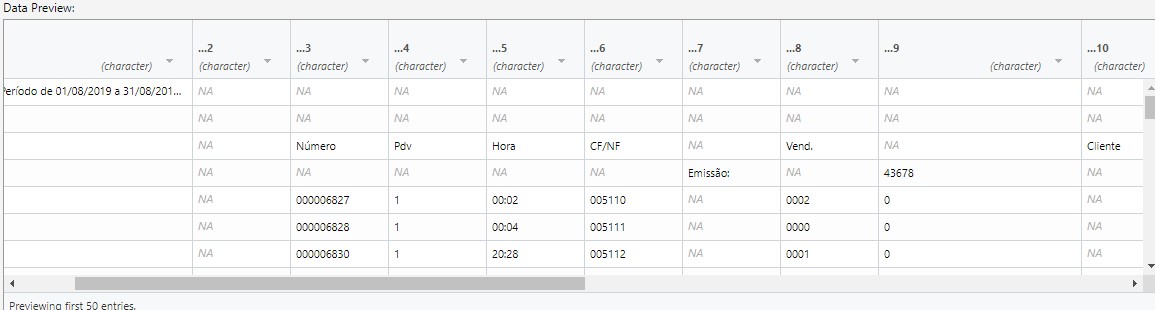 Data Preview:
...2 ...3 ...4 ...5 ...6 ...7 ...8 ...9 ...10
(character) (character) (character) (character) (character) (character) (character) (character) (character) (character)
Período de 01/08/2019 a 31/08/201... NA NA NA NA NA NA NA NA NA
NA NA NA NA NA NA NA NA NA
NA Número Pdv Hora CF/NF NA Vend. NA Cliente
NA NA NA NA NA Emissão: NA 43678 NA
NA 000006827 1 00:02 005110 NA 0002 0 NA
NA 000006828 1 00:04 005111 NA 0000 0 NA
NA 000006830 1 20:28 005112 NA 0001 0 NA
Previewing first 50 entries.